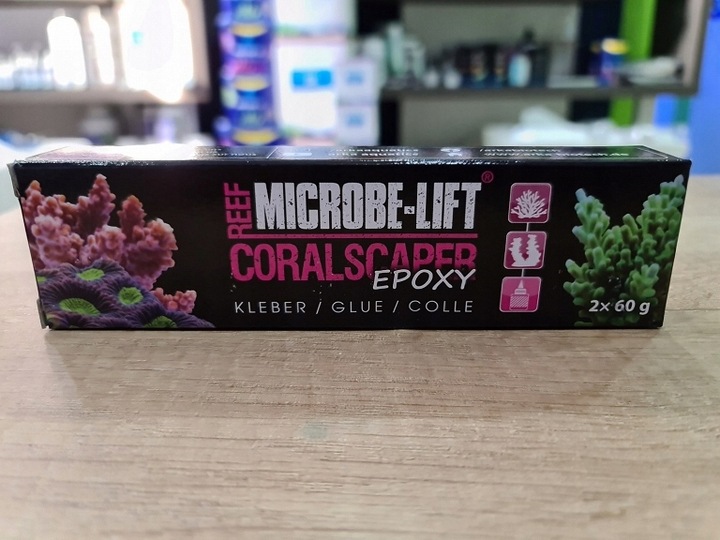 REEF
MICROBE-LIFT®
CORALSCAPER
EPOXY
KLEBER / GLUE / COLLE
2x 60 g